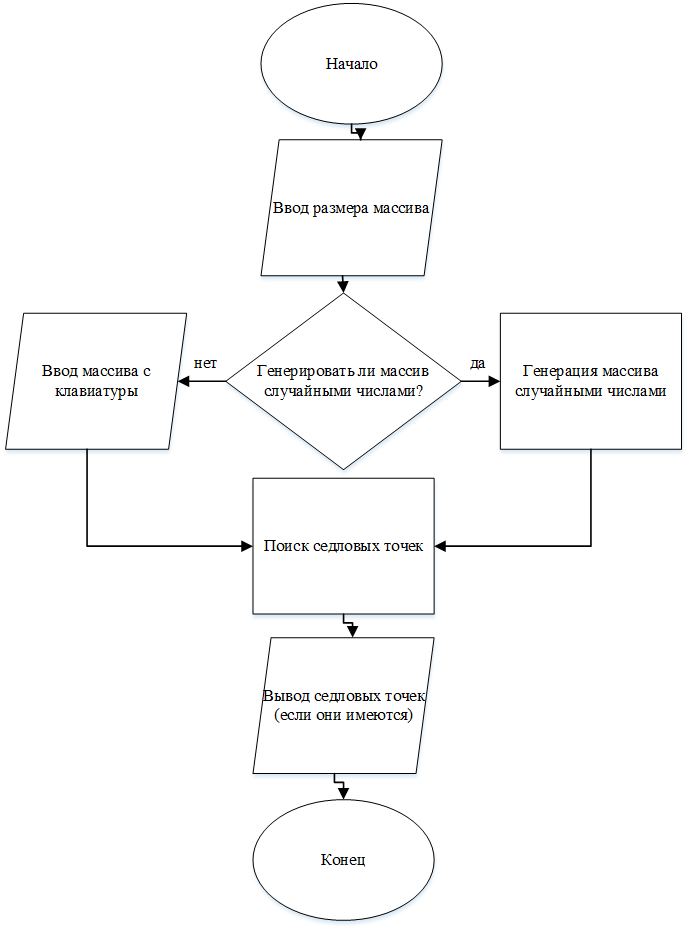 Начало
Ввод размера массива
нет
да
Ввод массива с
клавиатуры
Генерировать ли массив
случайными числами?
Генерация массива
случайными числами
Поиск седловых точек
Вывод седловых точек
(если они имеются)
Конец